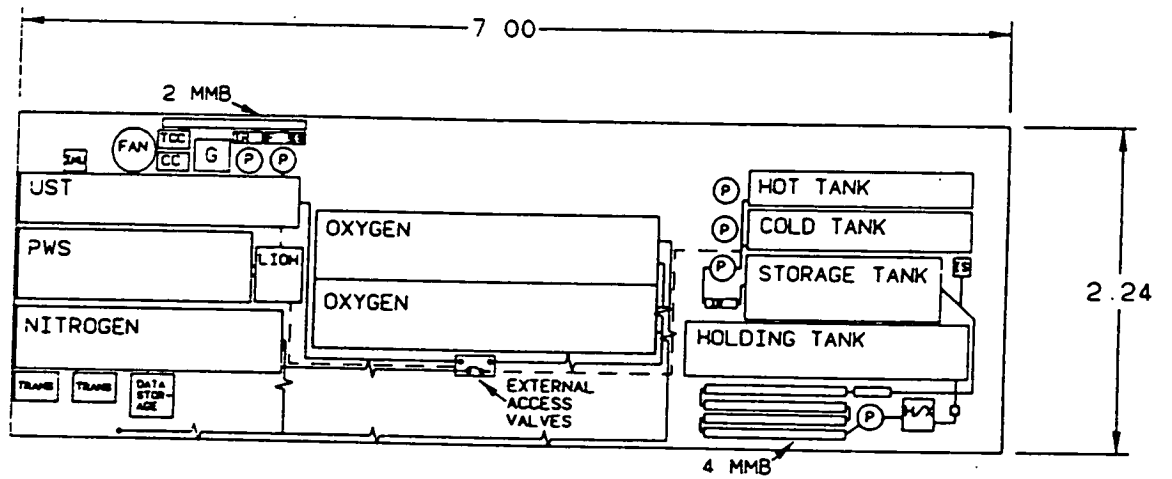 7 00
2 MMB
FAN
TCC
CC
G
P
P
UST
HOT TANK
P
OXYGEN
COLD TANK
P
PWS
LIOH
STORAGE TANK
P
2.24
OXYGEN
NITROGEN
HOLDING TANK
TRANS
TRANS
DATA
STOR-
AGE
EXTERNAL
ACCESS
VALVES
P
H/X
4 MMB